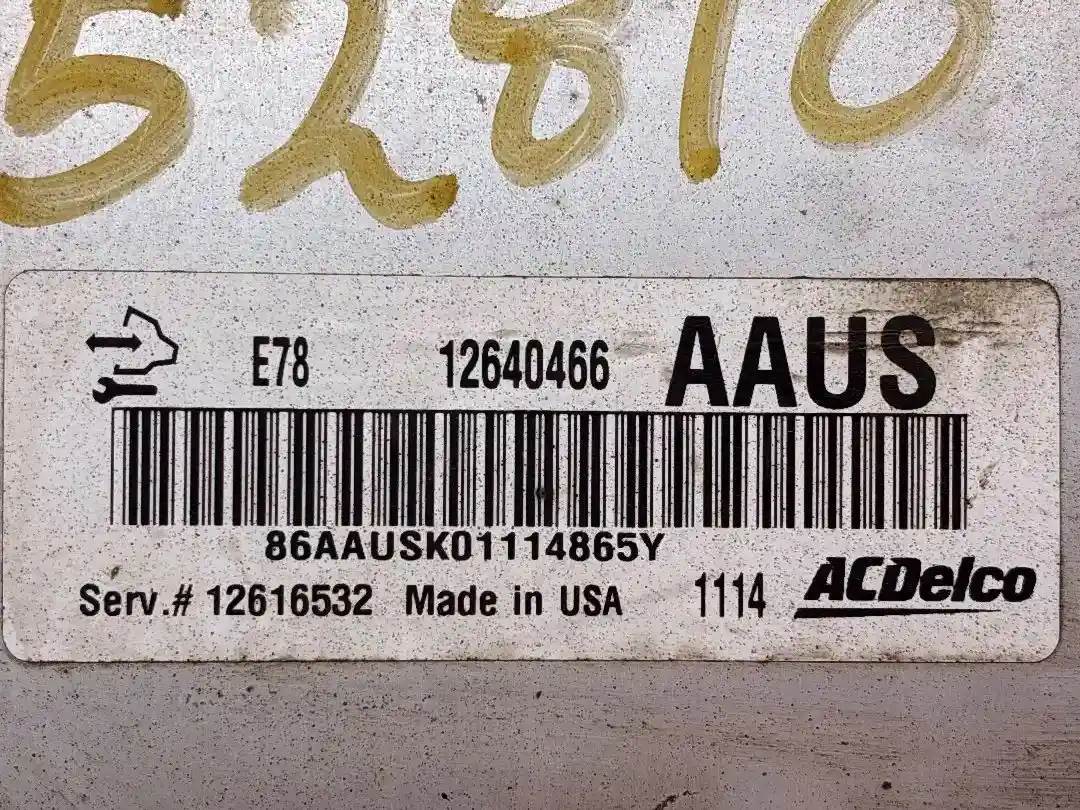 52810
E78 12640466 AAUS
86AAUSK01114865Y
Serv.# 12616532 Made in USA 1114 ACDelco